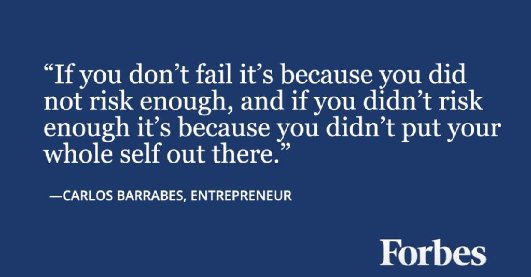 “If you don’t fail it’s because you did
not risk enough, and if you didn’t risk
enough it’s because you didn’t put your
whole self out there.”
—CARLOS BARRABES, ENTREPRENEUR
Forbes